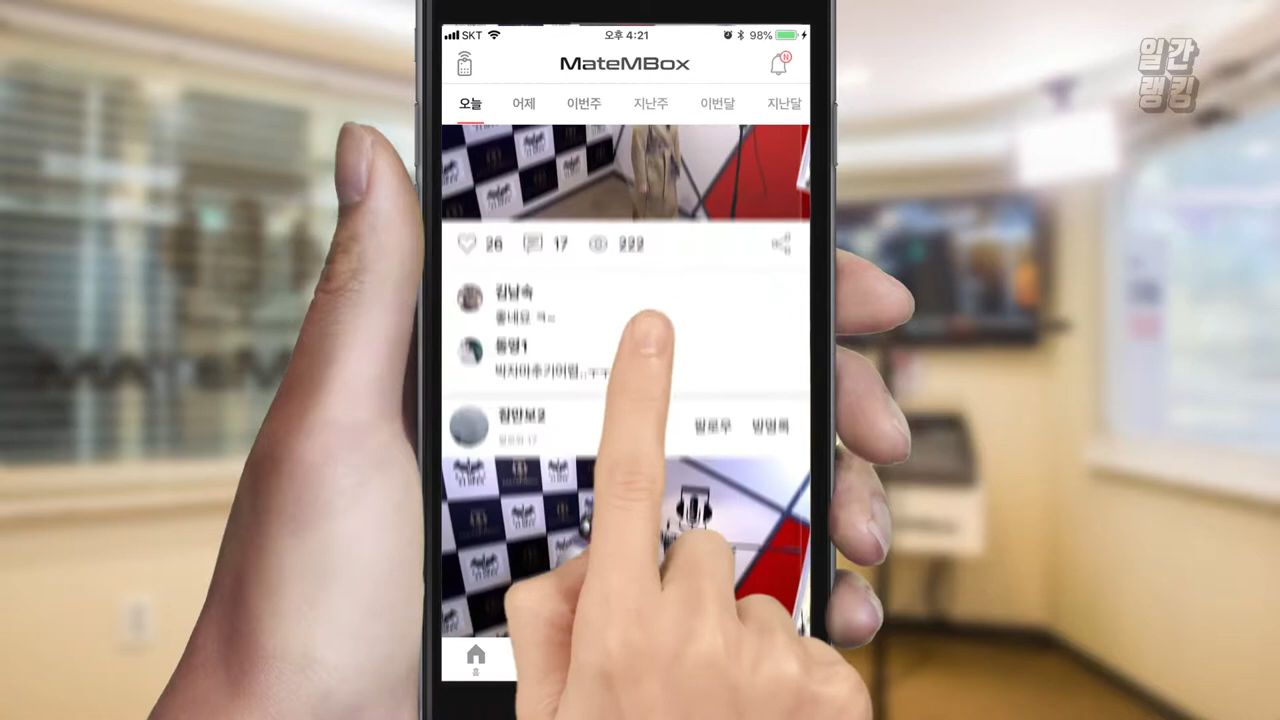 SKT 오후 4:21 98%
일간
랭킹
MateMBox
N
오늘 어제 이번주 지난주 이번달 지난달
26 17 222
김남숙
좋네요 ㅋ~
동영1
팔로우 방명록
홈